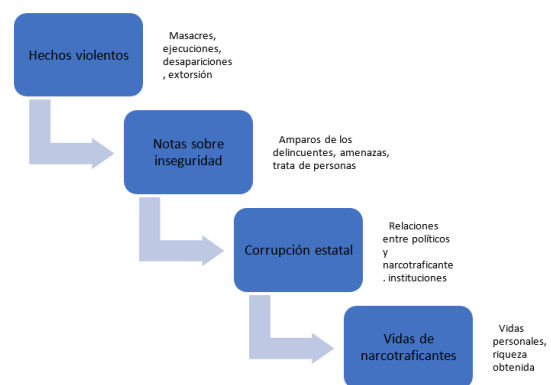 Hechos violentos
Masacres,
ejecuciones,
desapariciones
, extorsión
Notas sobre
inseguridad
Amparos de los
delincuentes, amenazas,
trata de personas
Corrupción estatal
Relaciones
entre políticos
y
narcotraficante
. instituciones
Vidas de
narcotraficantes
Vidas
personales,
riqueza
obtenida